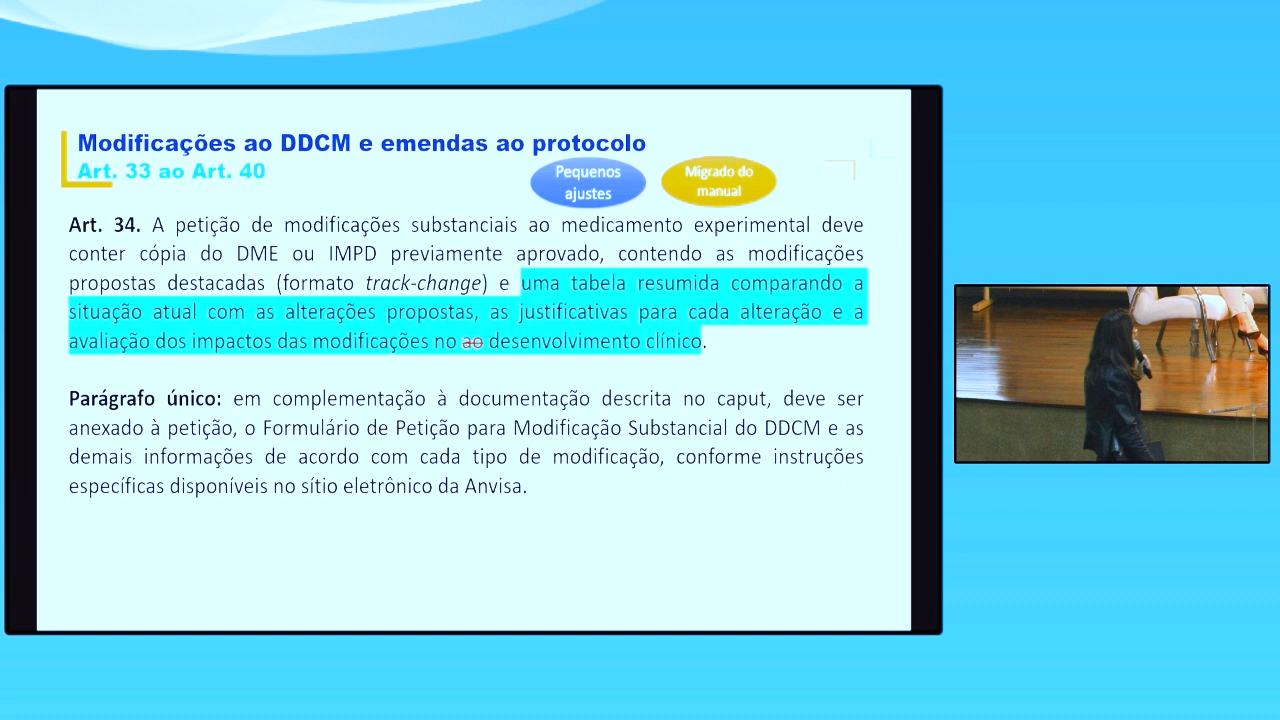 Modificações ao DDCM e emendas ao protocolo
Art. 33 ao Art. 40
Pequenos
ajustes
Migrado do
manual
Art. 34. A petição de modificações substanciais ao medicamento experimental deve
conter cópia do DME ou IMPD previamente aprovado, contendo as modificações
propostas destacadas (formato track-change) e uma tabela resumida comparando a
situação atual com as alterações propostas, as justificativas para cada alteração e a
avaliação dos impactos das modificações no ao desenvolvimento clínico.
Parágrafo único: em complementação à documentação descrita no caput, deve ser
anexado à petição, o Formulário de Petição para Modificação Substancial do DDCM e as
demais informações de acordo com cada tipo de modificação, conforme instruções
específicas disponíveis no sítio eletrônico da Anvisa.